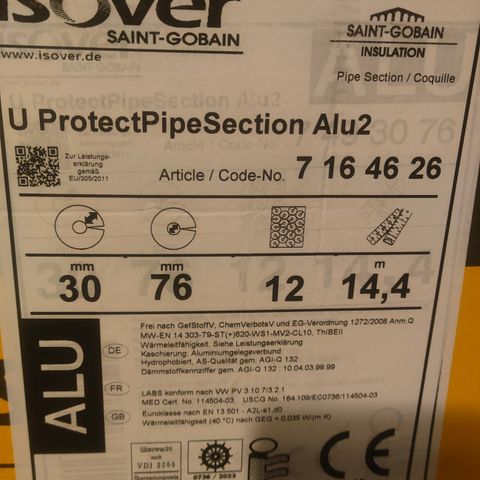 isover
SAINT-GOBAIN
www.isover.de
SAINT-GOBAIN
INSULATION
Pipe Section / Coquille
U ProtectPipeSection Alu2
Zur Leistungs-
erklärung
gemäß
EU/305/2011
Article / Code-No. 7 16 46 26
mm mm m
30 76 12 14,4
ALU
Frei nach GefStoffV, ChemVerbotsV und EG-Verordnung 1272/2008 Anm.Q
MW-EN 14 303-T9-ST(+)620-WS1-MV2-CL10, ThIBEII
Wärmeleitfähigkeit. Siehe Leistungserklärung
DE
Kaschierung, Aluminiumgelegeverbund
Hydrophobiert, AS-Qualität gem. AGI-Q 132
Dämmstoffkennziffer gem. AGI-Q 132 : 10.04.03.99.99
FR
LABS konform nach VW PV 3.10.7/3.2.1
MED Cert. No. 114504-03. USCG No. 164.109/EC0736/114504-03
GB
Euroklasse nach EN 13 501 - A2L-s1,d0
Wärmeleitfähigkeit (40 °C) nach GEG = 0,035 W/(m K)
überwacht
nach
VDI 2055
0736 / 2023
CE